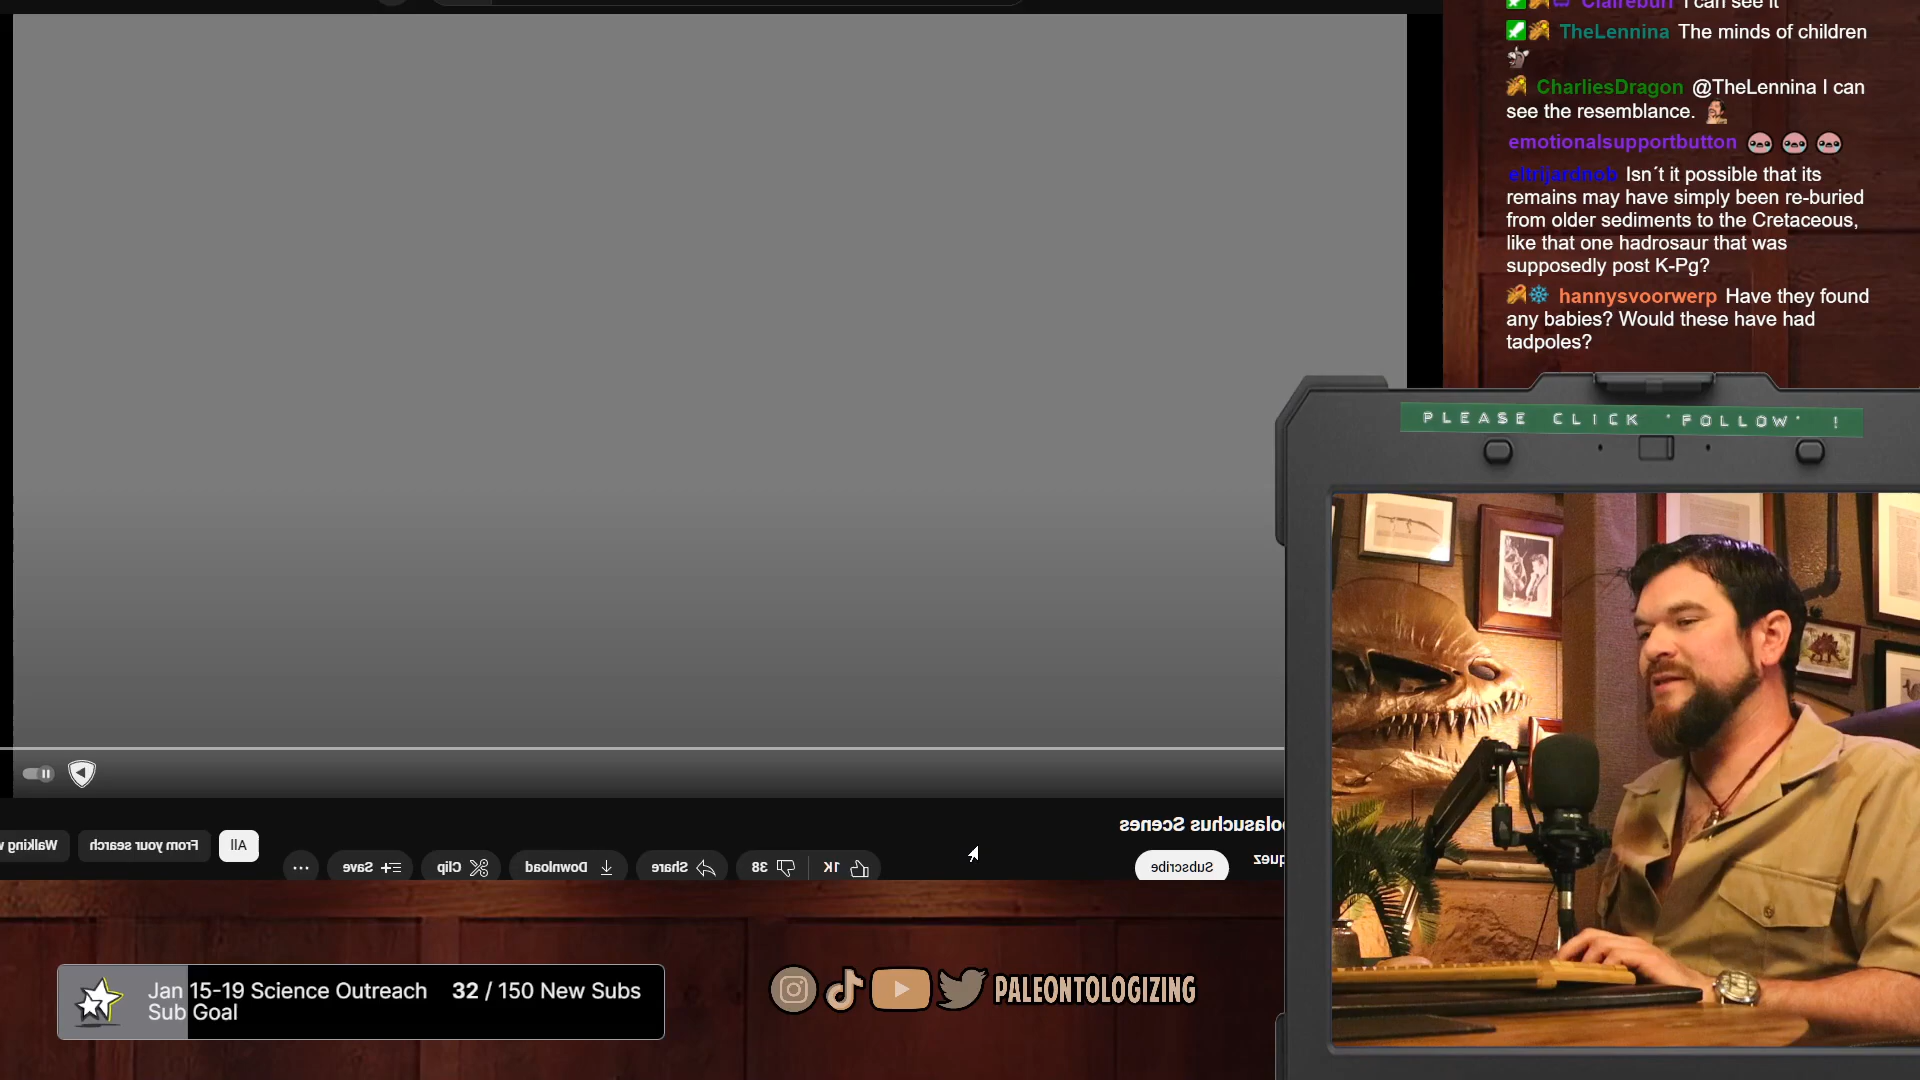 Claireburr I can see it
TheLennina The minds of children
CharliesDragon @TheLennina I can
see the resemblance.
emotionalsupportbutton
eltrijardnob Isn´t it possible that its
remains may have simply been re-buried
from older sediments to the Cretaceous,
like that one hadrosaur that was
supposedly post K-Pg?
hannysvoorwerp Have they found
any babies? Would these have had
tadpoles?
PLEASE CLICK "FOLLOW" !
olasuchus Scenes
quez
Subscribe
1K
38
Share
Download
Clip
Save
...
All
From your search
Walking w
Jan 15-19 Science Outreach 32 / 150 New Subs
Sub Goal
PALEONTOLOGIZING